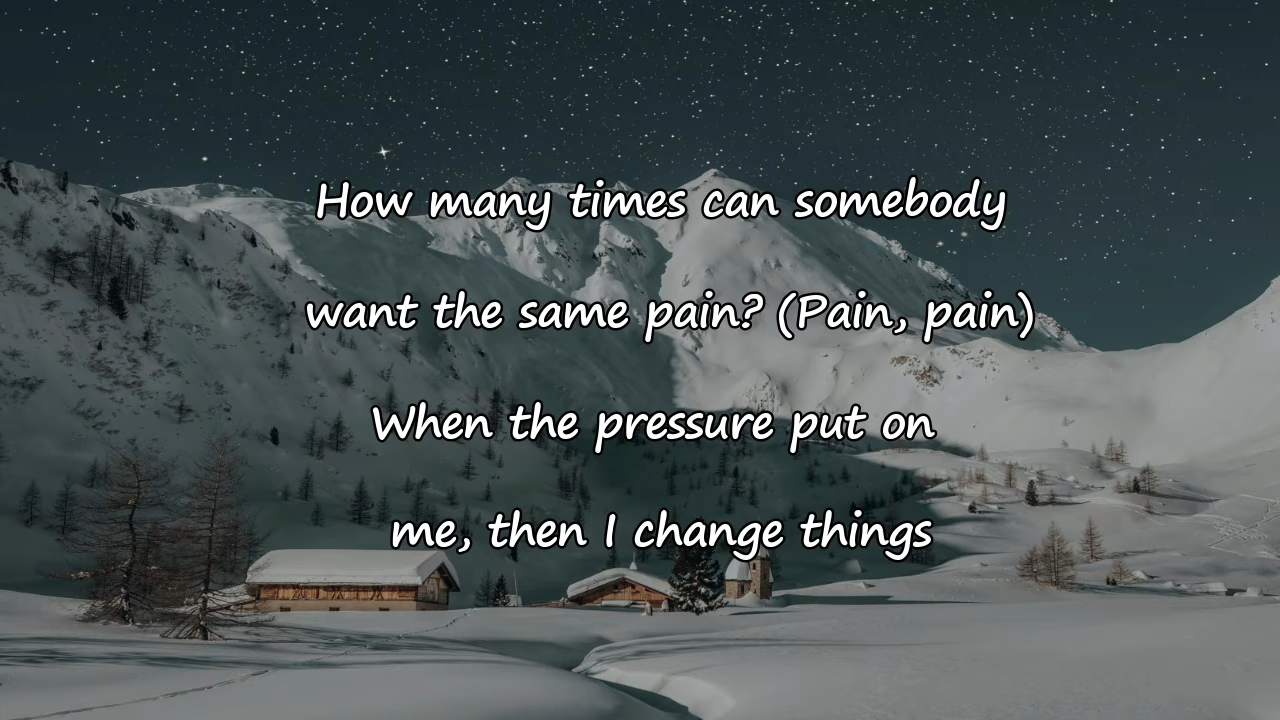 How many times can somebody
want the same pain? (Pain, pain)
When the pressure put on
me, then I change things